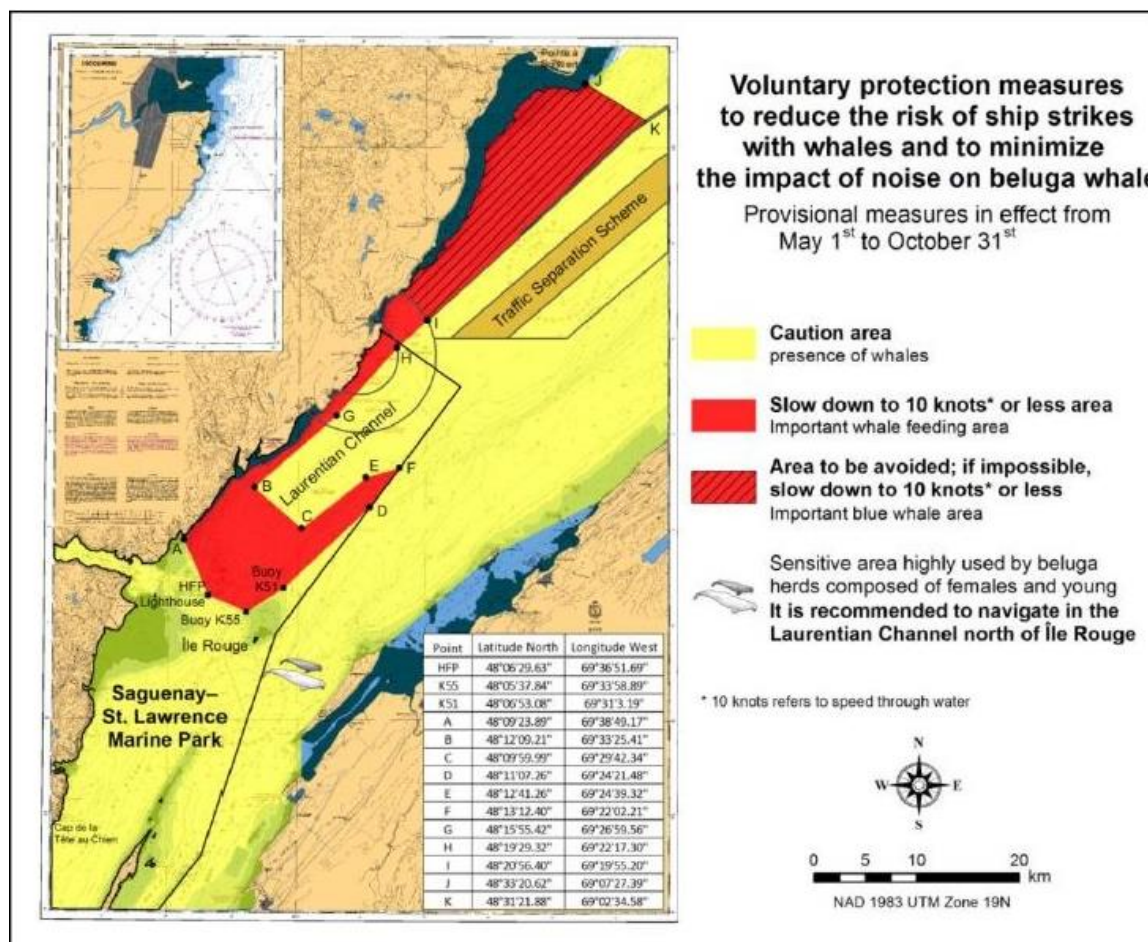 Voluntary protection measures
to reduce the risk of ship strikes
with whales and to minimize
the impact of noise on beluga whale
Provisional measures in effect from
May 1st to October 31st
Caution area
presence of whales
Slow down to 10 knots* or less area
Important whale feeding area
Area to be avoided; if impossible,
slow down to 10 knots* or less
Important blue whale area
Sensitive area highly used by beluga
herds composed of females and young
It is recommended to navigate in the
Laurentian Channel north of Île Rouge
* 10 knots refers to speed through water
N
W E
S
0 5 10 20
km
NAD 1983 UTM Zone 19N
J
K
Traffic Separation Scheme
I
H
G
Laurentian Channel
E
F
B
D
C
A
HFP
Lighthouse
Buoy
K51
Buoy K55
Île Rouge
Saguenay–
St. Lawrence
Marine Park
Cap de la
Tête au Chien
Point Latitude North Longitude West
HFP 48°06'29.63" 69°36'51.69"
K55 48°05'37.84" 69°33'58.89"
K51 48°06'53.08" 69°31'3.19"
A 48°09'23.89" 69°38'49.17"
B 48°12'09.21" 69°33'25.41"
C 48°09'59.99" 69°29'42.34"
D 48°11'07.26" 69°24'21.48"
E 48°12'41.26" 69°24'39.32"
F 48°13'12.40" 69°22'02.21"
G 48°15'55.42" 69°26'59.56"
H 48°19'29.32" 69°22'17.30"
I 48°20'56.40" 69°19'55.20"
J 48°33'20.62" 69°07'27.39"
K 48°31'21.88" 69°02'34.58"